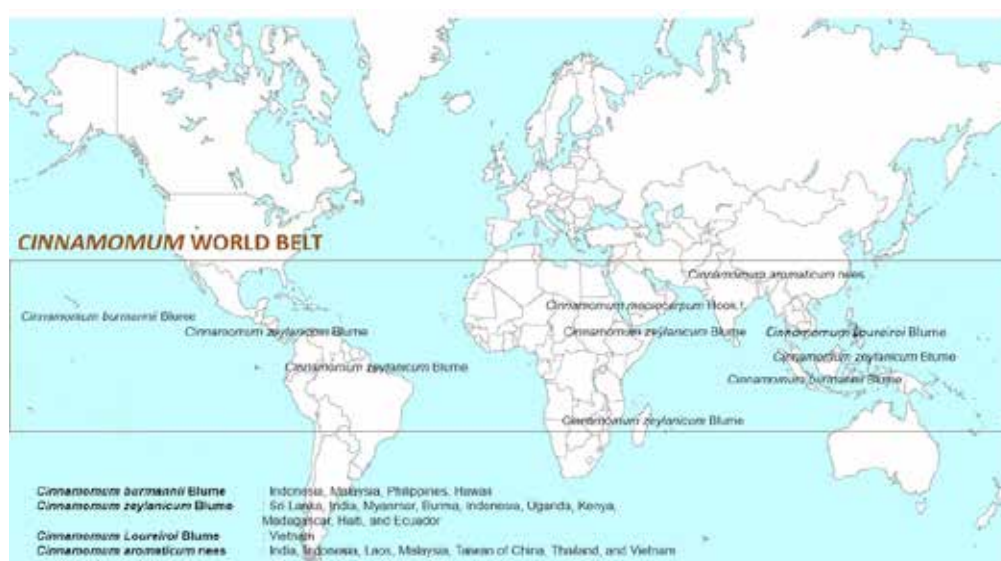 CINNAMOMUM WORLD BELT
Cinnamomum aromaticum nees
Cinnamomum macrocarpum Hook.f.
Cinnamomum burmannii Blume
Cinnamomum zeylanicum Blume
Cinnamomum zeylanicum Blume
Cinnamomum Loureiroi Blume
Cinnamomum zeylanicum Blume
Cinnamomum zeylanicum Blume
Cinnamomum burmannii Blume
Cinnamomum zeylanicum Blume
Cinnamomum burmannii Blume : Indonesia, Malaysia, Philippines, Hawaii
Cinnamomum zeylanicum Blume : Sri Lanka, India, Myanmar, Burma, Indonesia, Uganda, Kenya,
Madagascar, Haiti, and Ecuador
Cinnamomum Loureiroi Blume : Vietnam
Cinnamomum aromaticum nees : India, Indonesia, Laos, Malaysia, Taiwan of China, Thailand, and Vietnam